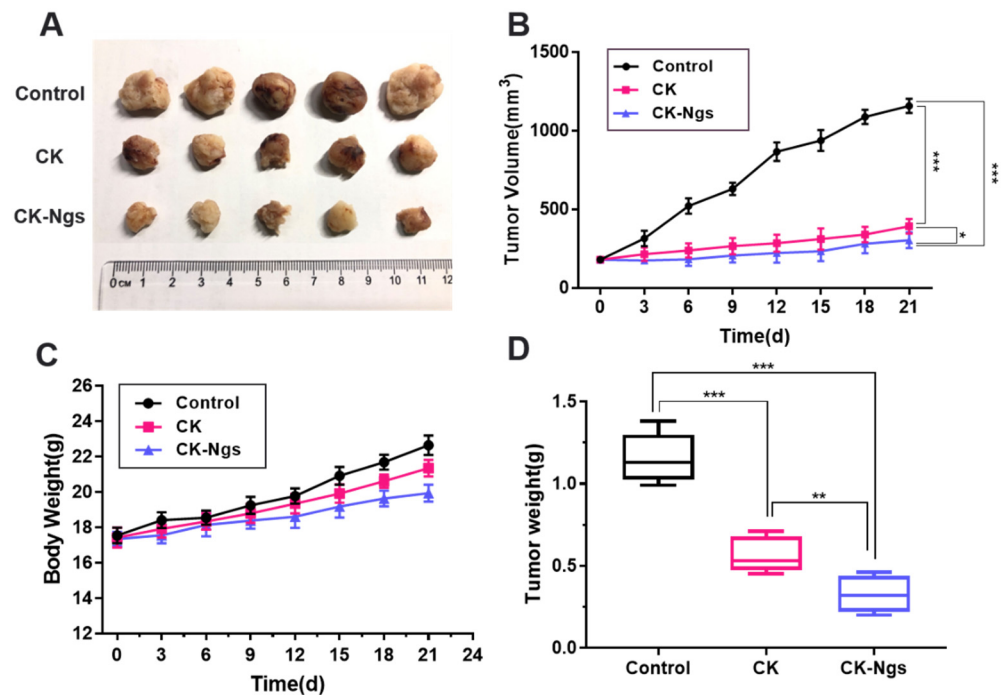 A
Control
CK
CK-Ngs
0 CM 1 2 3 4 5 6 7 8 9 10 11 12
B
Tumor Volume(mm3)
1500
1000
500
0
Control
CK
CK-Ngs
***
***
*
0 3 6 9 12 15 18 21
Time(d)
C
Body Weight(g)
26
24
22
20
18
16
14
12
Control
CK
CK-Ngs
0 3 6 9 12 15 18 21 24
Time(d)
D
Tumor weight(g)
1.5
1.0
0.5
0.0
***
***
**
Control CK CK-Ngs